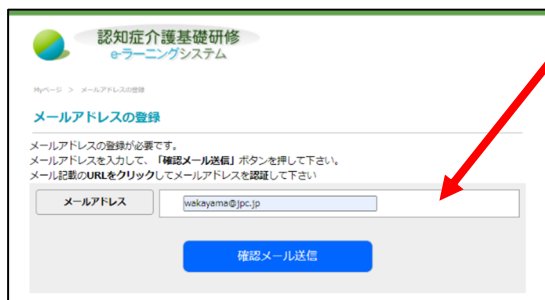 認知症介護基礎研修
e-ラーニングシステム
Myページ > メールアドレスの登録
メールアドレスの登録
メールアドレスの登録が必要です。
メールアドレスを入力して、「確認メール送信」ボタンを押して下さい。
メール記載のURLをクリックしてメールアドレスを認証して下さい
メールアドレス
wakayama@jpc.jp
確認メール送信